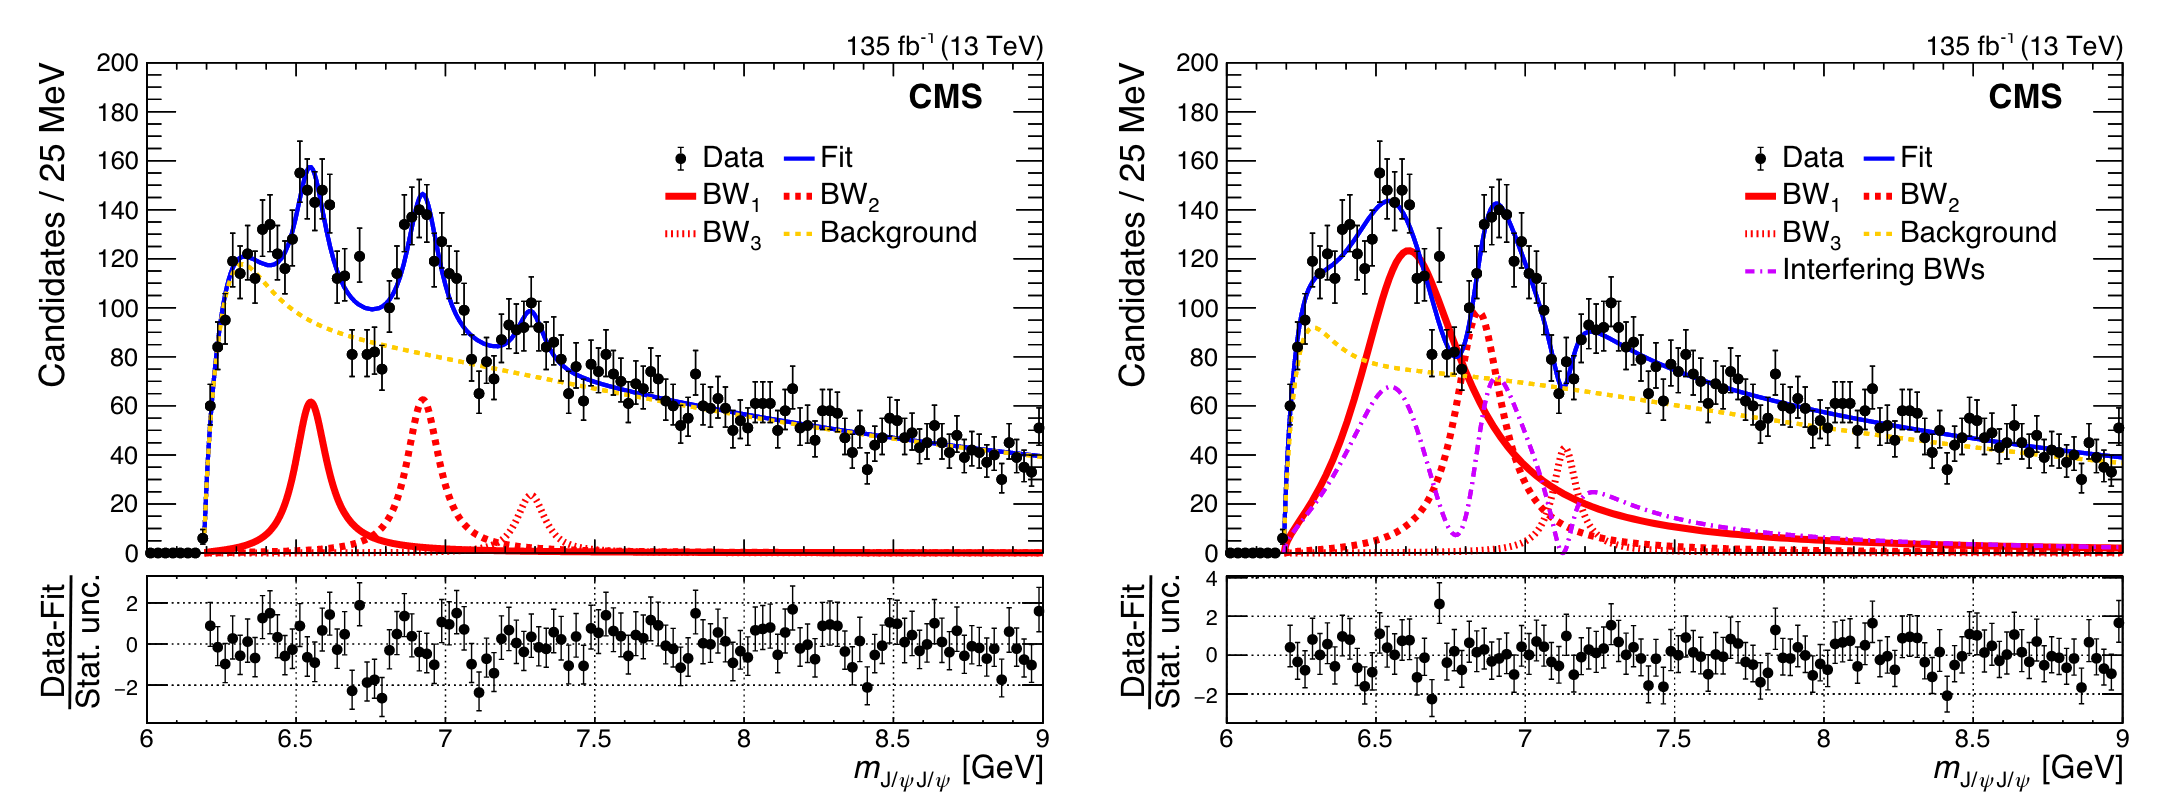 135 fb-1 (13 TeV)
CMS
Candidates / 25 MeV
200
180
160
140
120
100
80
60
40
20
0
Data
Fit
BW1
BW2
BW3
Background
Data-Fit
Stat. unc.
2
0
−2
6
6.5
7
7.5
8
8.5
9
mJ/ψJ/ψ [GeV]
135 fb-1 (13 TeV)
CMS
Candidates / 25 MeV
200
180
160
140
120
100
80
60
40
20
0
Data
Fit
BW1
BW2
BW3
Background
Interfering BWs
Data-Fit
Stat. unc.
4
2
0
−2
6
6.5
7
7.5
8
8.5
9
mJ/ψJ/ψ [GeV]